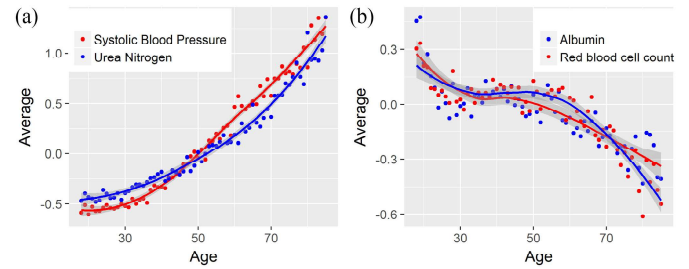 (a)
Systolic Blood Pressure
Urea Nitrogen
1.0
0.5
0.0
-0.5
Average
30
50
70
Age
(b)
Albumin
Red blood cell count
0.3
0.0
-0.3
-0.6
Average
30
50
70
Age